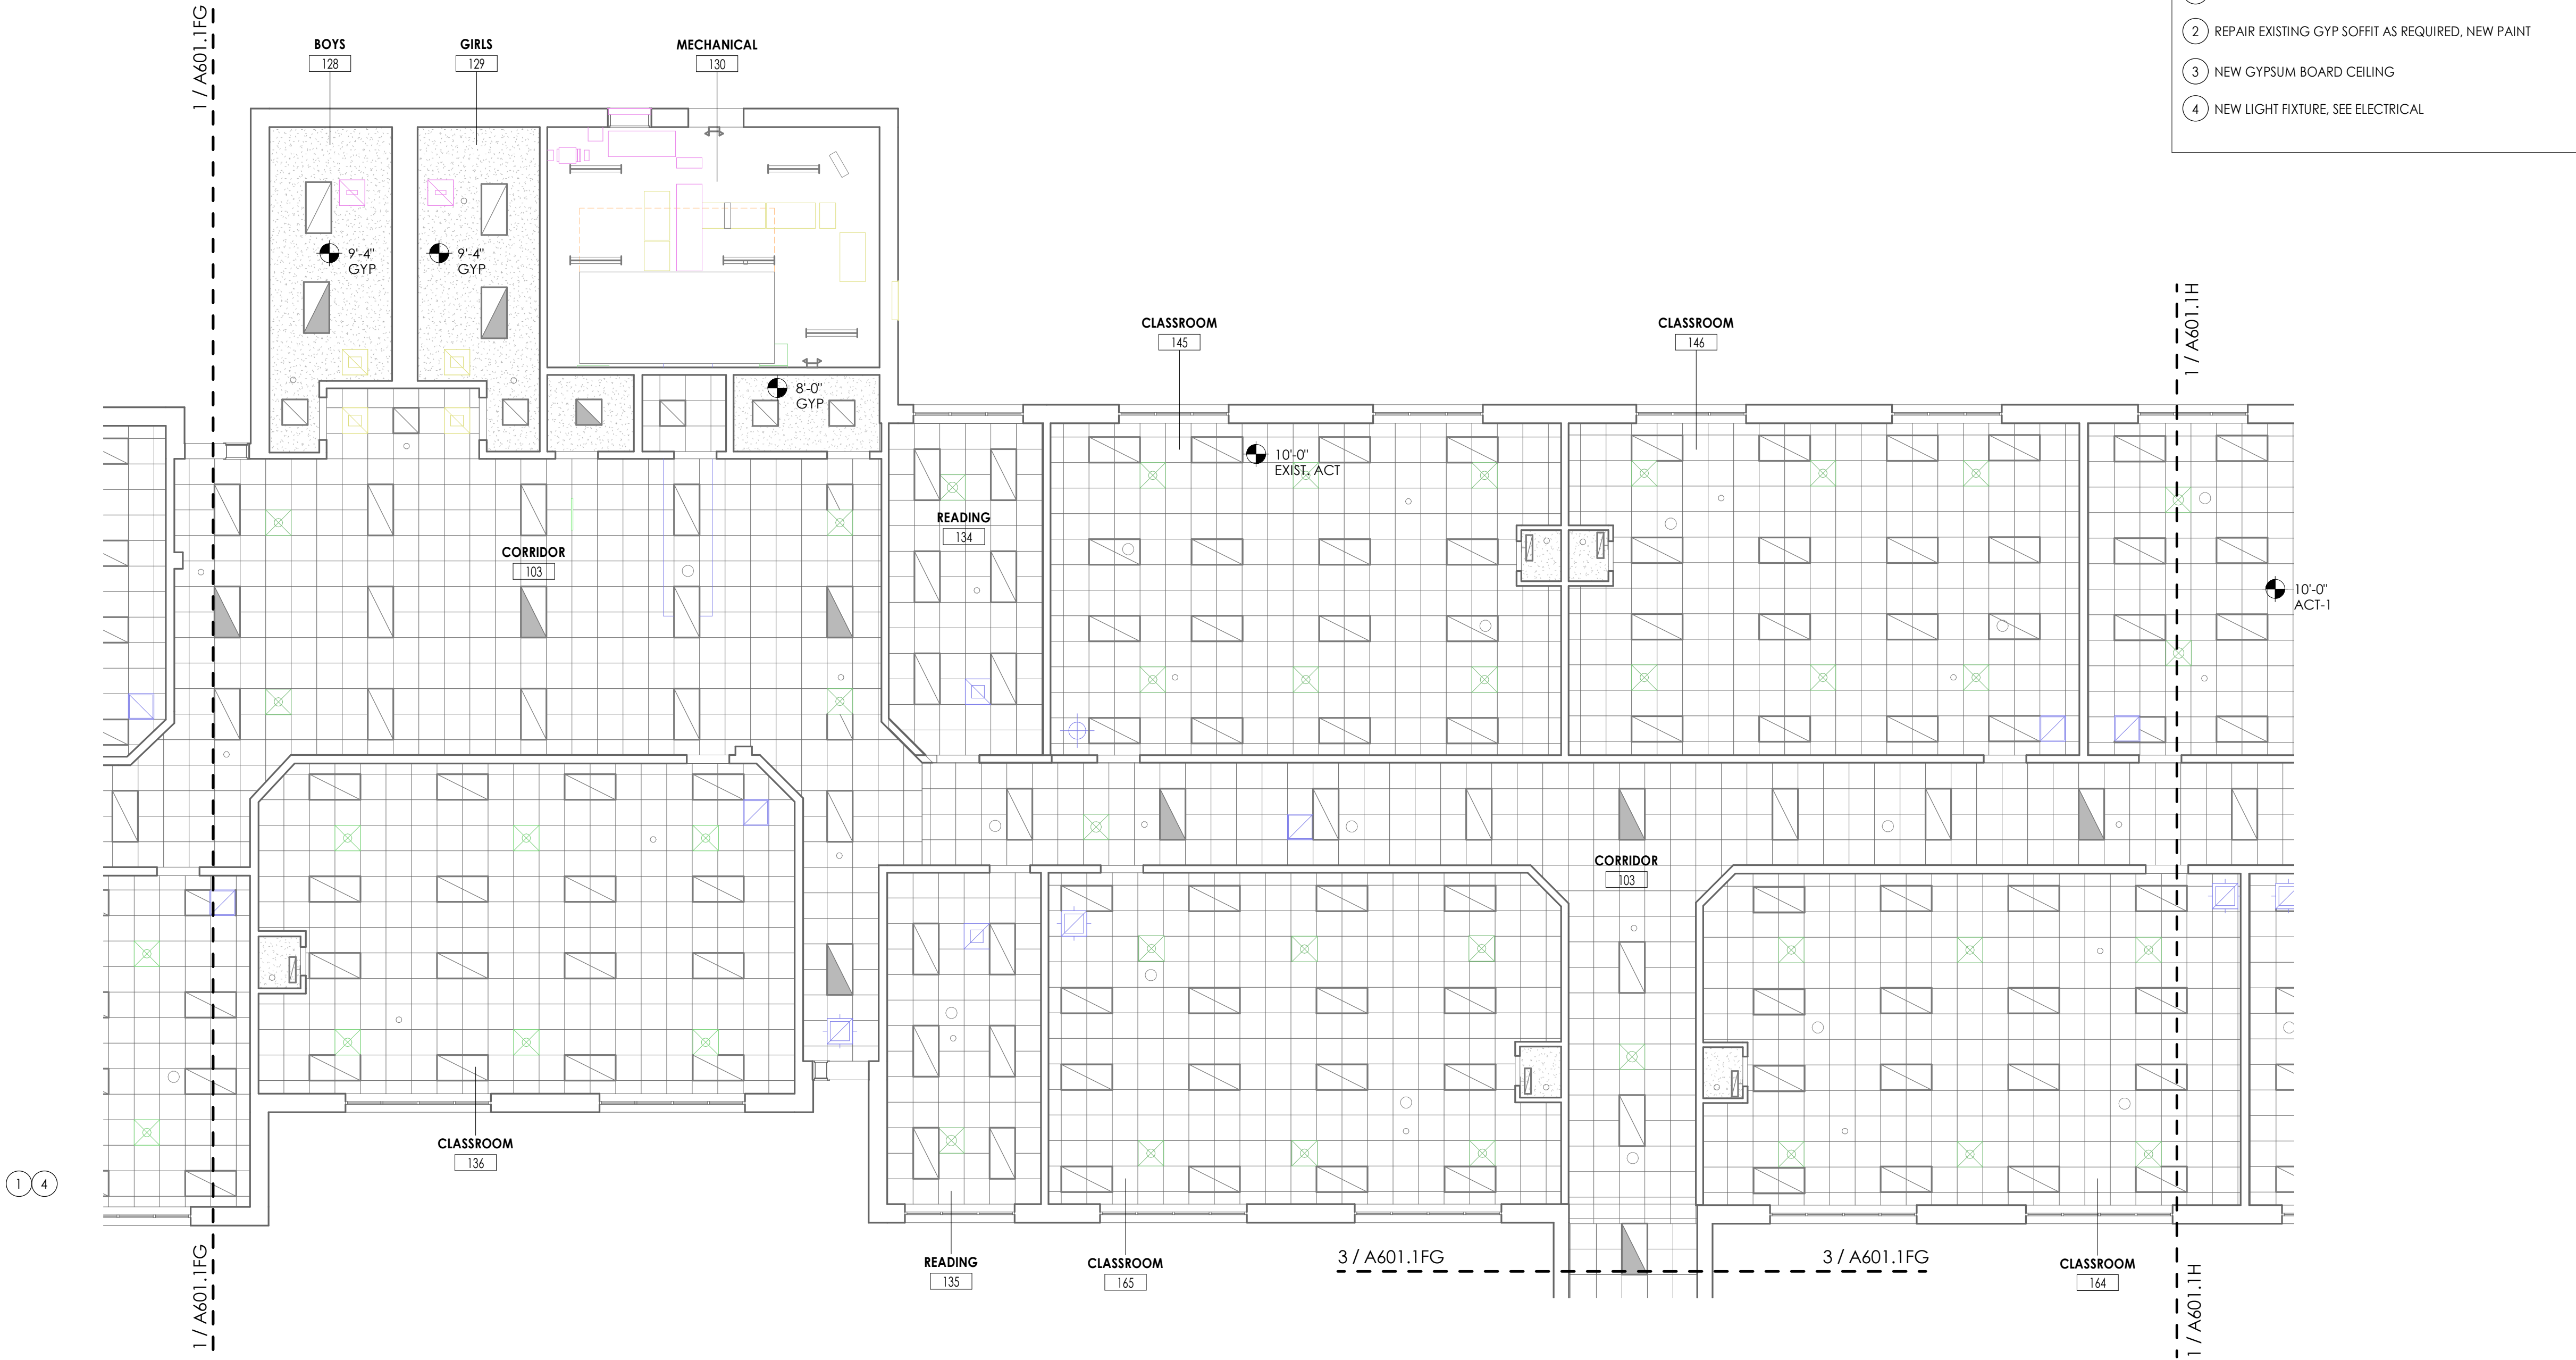 1 / A601.1FG
BOYS
128
GIRLS
129
MECHANICAL
130
2 REPAIR EXISTING GYP SOFFIT AS REQUIRED, NEW PAINT
3 NEW GYPSUM BOARD CEILING
4 NEW LIGHT FIXTURE, SEE ELECTRICAL
9'-4"
GYP
9'-4"
GYP
8'-0"
GYP
CLASSROOM
145
CLASSROOM
146
1 / A601.1H
10'-0"
EXIST. ACT
READING
134
CORRIDOR
103
10'-0"
ACT-1
CORRIDOR
103
CLASSROOM
136
1 4
READING
135
CLASSROOM
165
3 / A601.1FG
3 / A601.1FG
CLASSROOM
164
1 / A601.1FG
1 / A601.1H